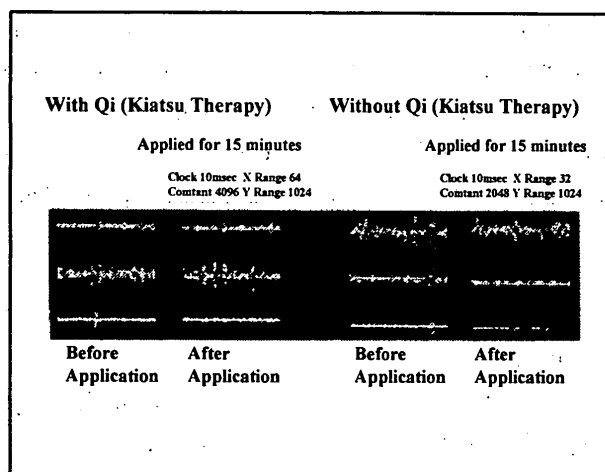 With Qi (Kiatsu Therapy)
Applied for 15 minutes
Clock 10msec X Range 64
Comtant 4096 Y Range 1024
Before
Application
After
Application
Without Qi (Kiatsu Therapy)
Applied for 15 minutes
Clock 10msec X Range 32
Comtant 2048 Y Range 1024
Before
Application
After
Application